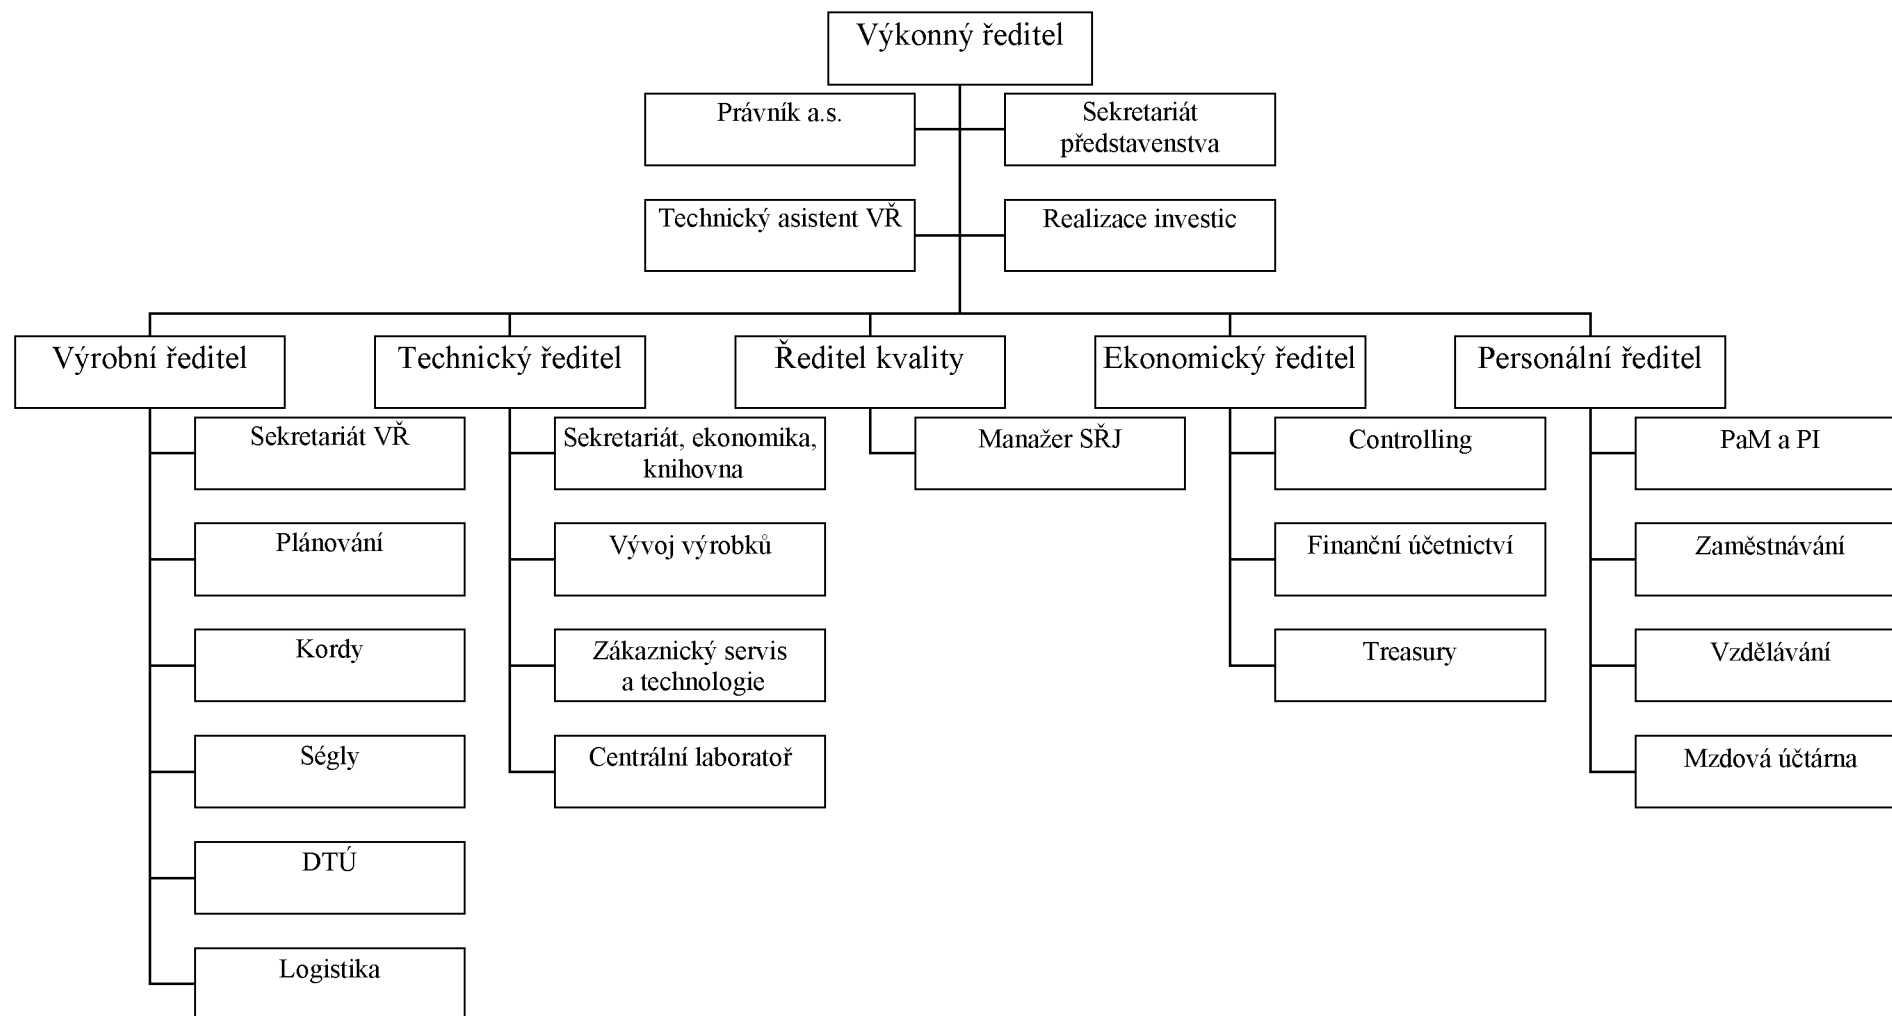 Výkonný ředitel
Právník a.s.
Sekretariát
představenstva
Technický asistent VŘ
Realizace investic
Výrobní ředitel
Technický ředitel
Ředitel kvality
Ekonomický ředitel
Personální ředitel
Sekretariát VŘ
Sekretariát, ekonomika,
knihovna
Manažer SŘJ
Controlling
PaM a PI
Plánování
Vývoj výrobků
Finanční účetnictví
Zaměstnávání
Kordy
Zákaznický servis
a technologie
Treasury
Vzdělávání
Ségly
Centrální laboratoř
Mzdová účtárna
DTÚ
Logistika